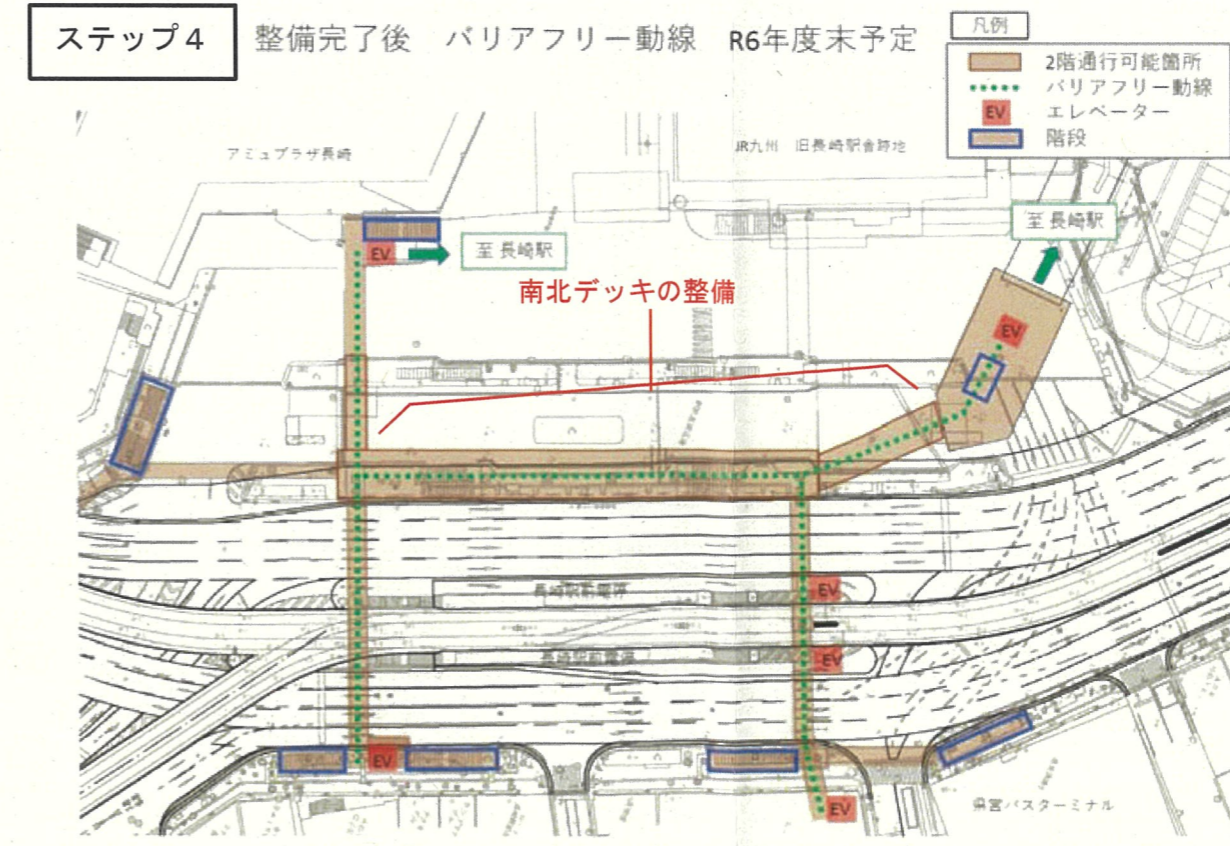 ステップ4
整備完了後 バリアフリー動線 R6年度末予定
凡例
2階通行可能箇所
バリアフリー動線
EV エレベーター
階段
アミュプラザ長崎
JR九州 旧長崎駅舎跡地
至 長崎駅
EV
至 長崎駅
南北デッキの整備
EV
長崎駅前電停
EV
長崎駅前電停
EV
EV
EV
県営バスターミナル